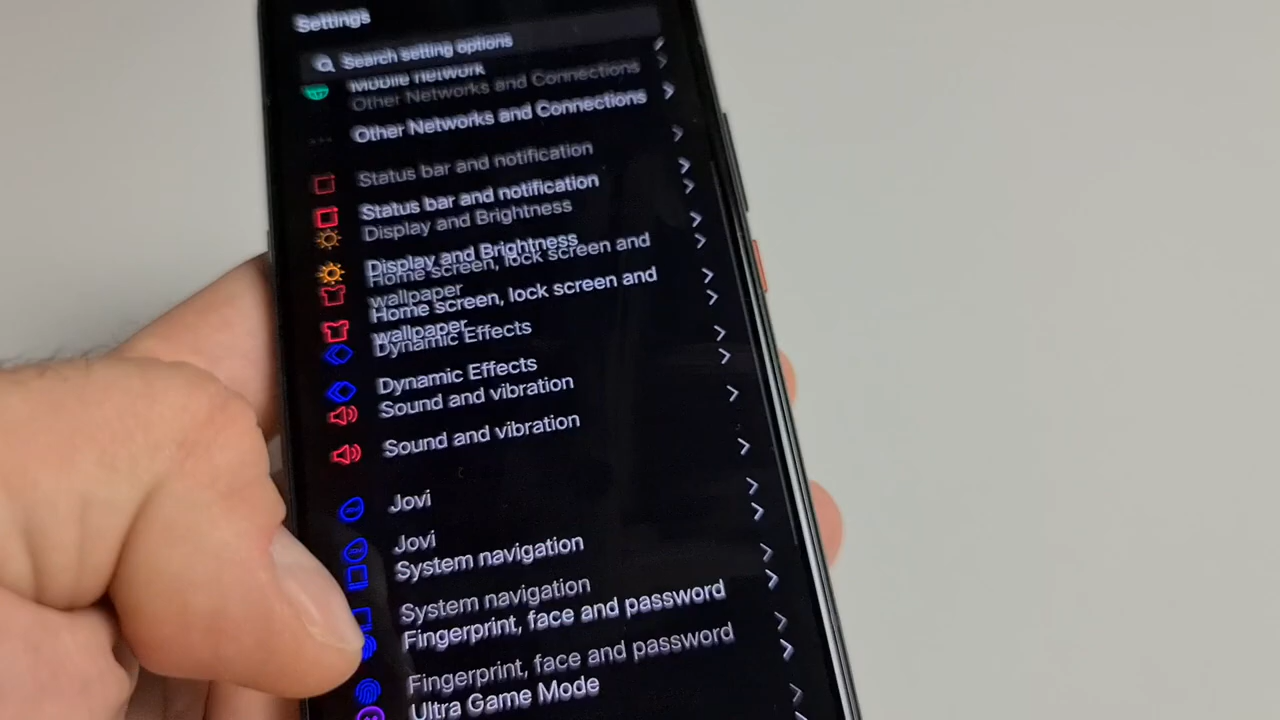 Settings
Search setting options
Mobile network
Other Networks and Connections
Other Networks and Connections
Status bar and notification
Status bar and notification
Display and Brightness
Display and Brightness
Home screen, lock screen and
wallpaper
Home screen, lock screen and
wallpaper
Dynamic Effects
Dynamic Effects
Sound and vibration
Sound and vibration
Jovi
Jovi
System navigation
System navigation
Fingerprint, face and password
Fingerprint, face and password
Ultra Game Mode